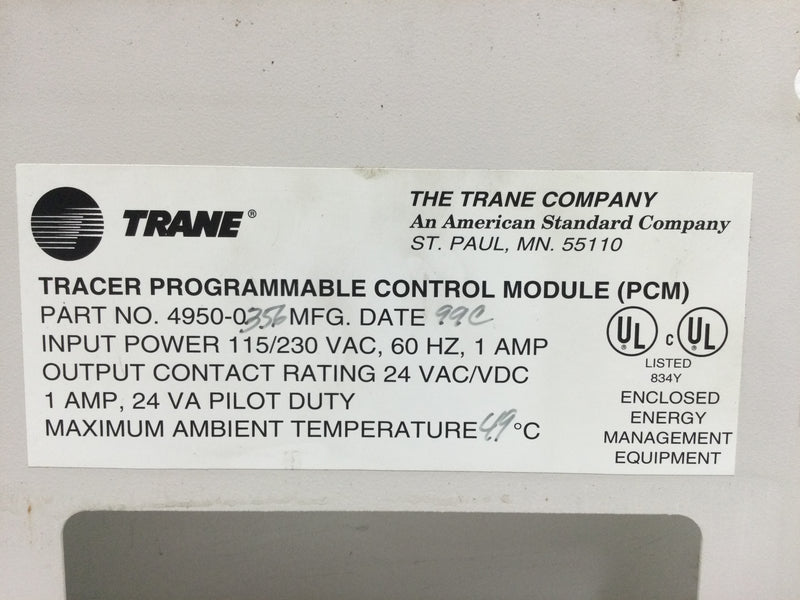 TRANE®
THE TRANE COMPANY
An American Standard Company
ST. PAUL, MN. 55110
TRACER PROGRAMMABLE CONTROL MODULE (PCM)
PART NO. 4950-0356 MFG. DATE 99C
INPUT POWER 115/230 VAC, 60 HZ, 1 AMP
OUTPUT CONTACT RATING 24 VAC/VDC
1 AMP, 24 VA PILOT DUTY
MAXIMUM AMBIENT TEMPERATURE 49 °C
UL c UL
LISTED
834Y
ENCLOSED
ENERGY
MANAGEMENT
EQUIPMENT